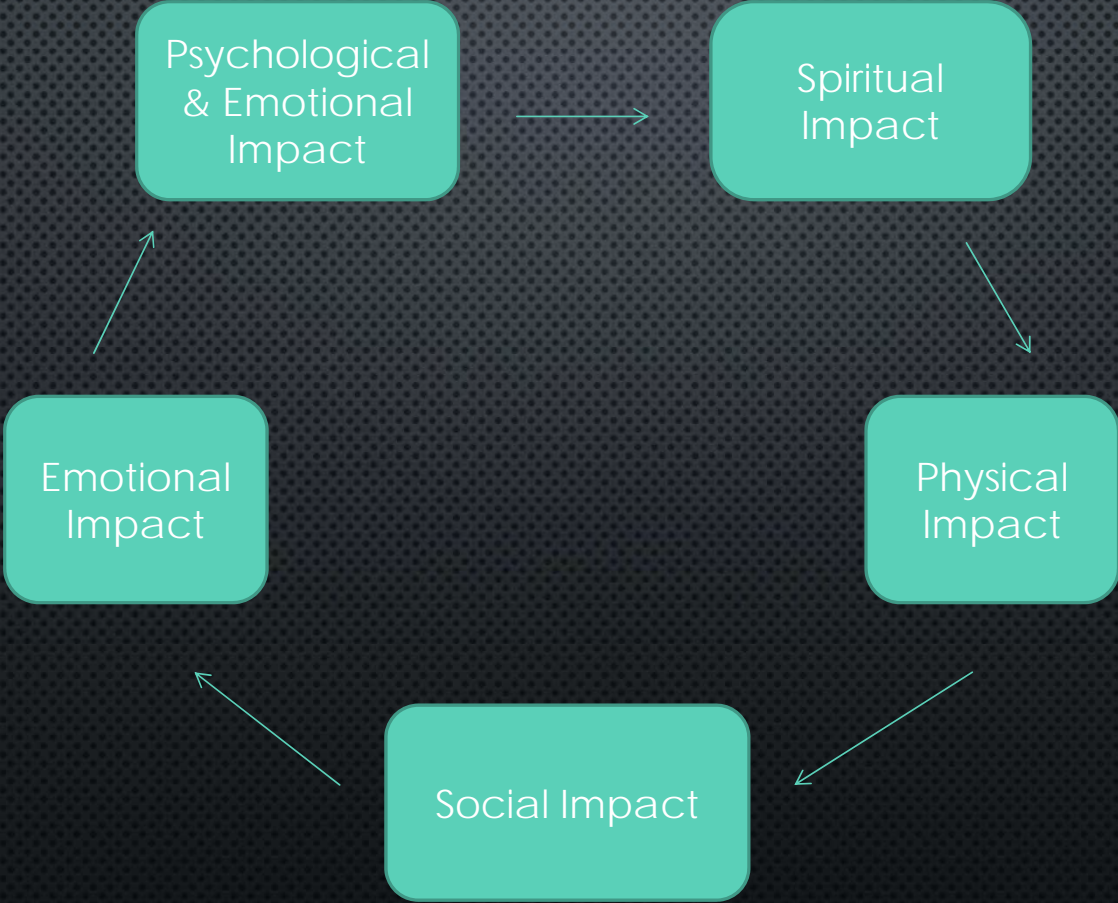 Psychological
& Emotional
Impact
Spiritual
Impact
Emotional
Impact
Physical
Impact
Social Impact